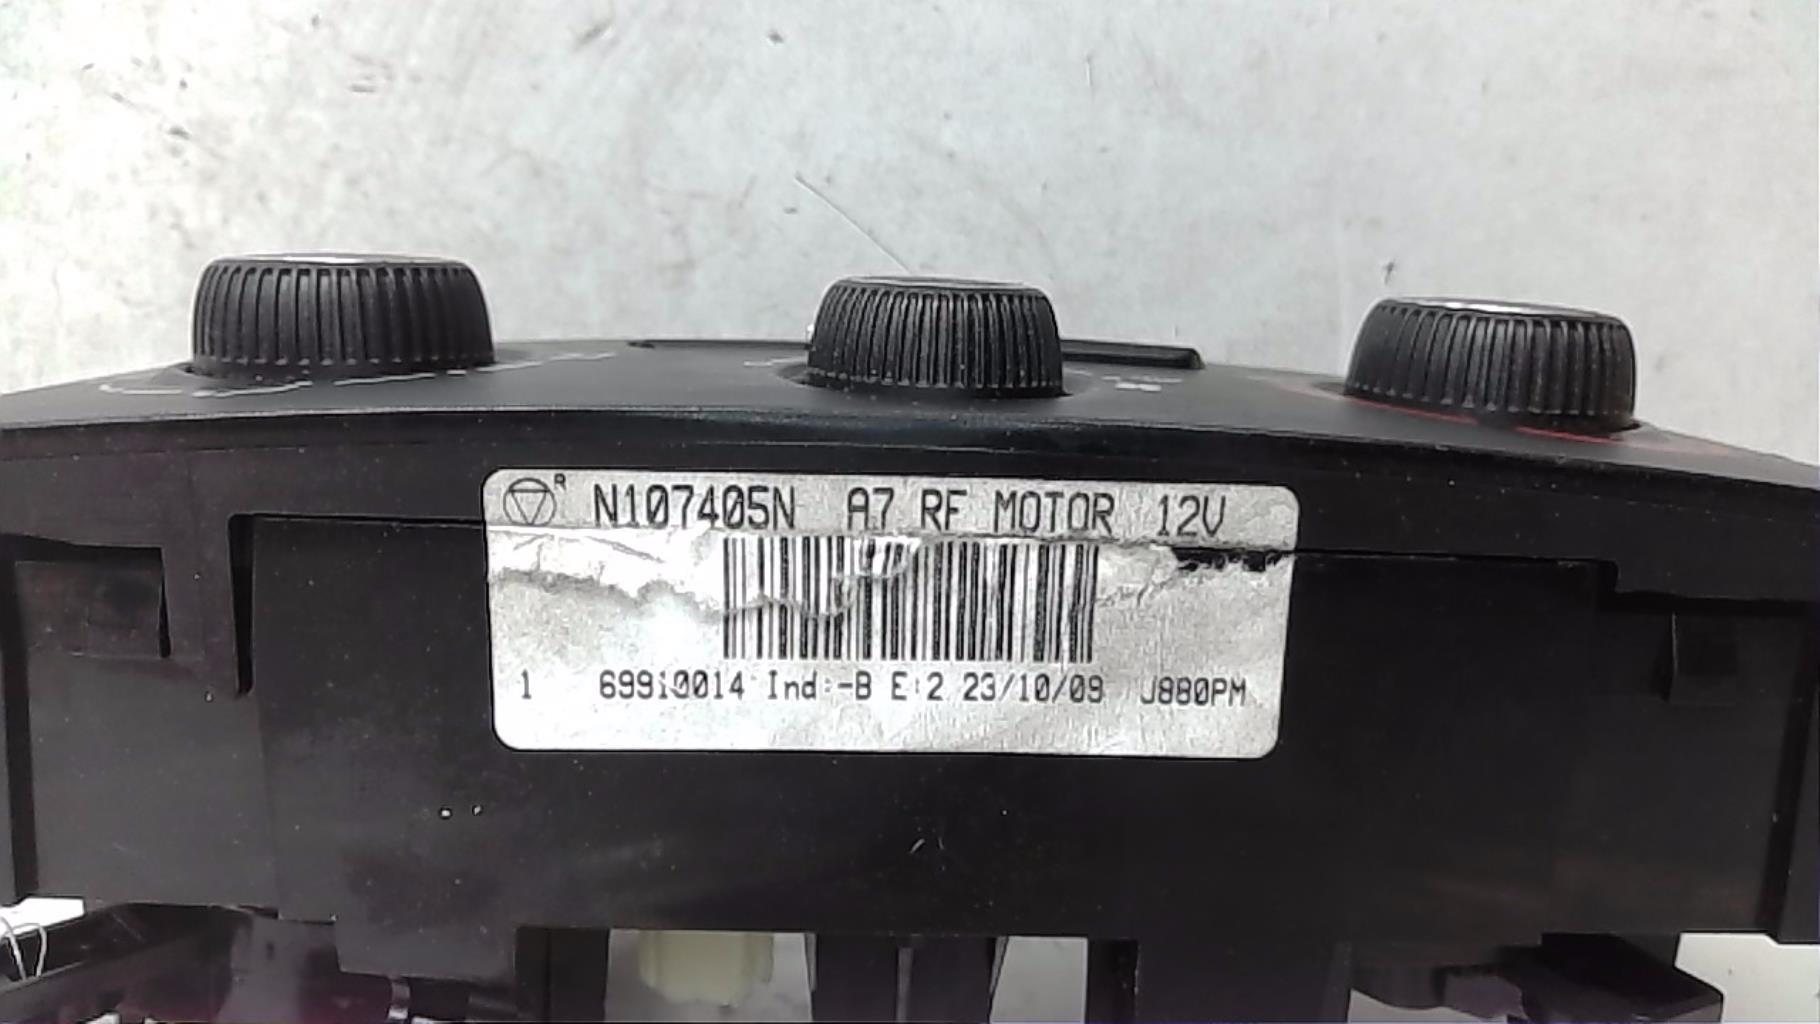 R N107405N A7 RF MOTOR 12V
1 69910014 Ind:-B E:2 23/10/09 J880PM